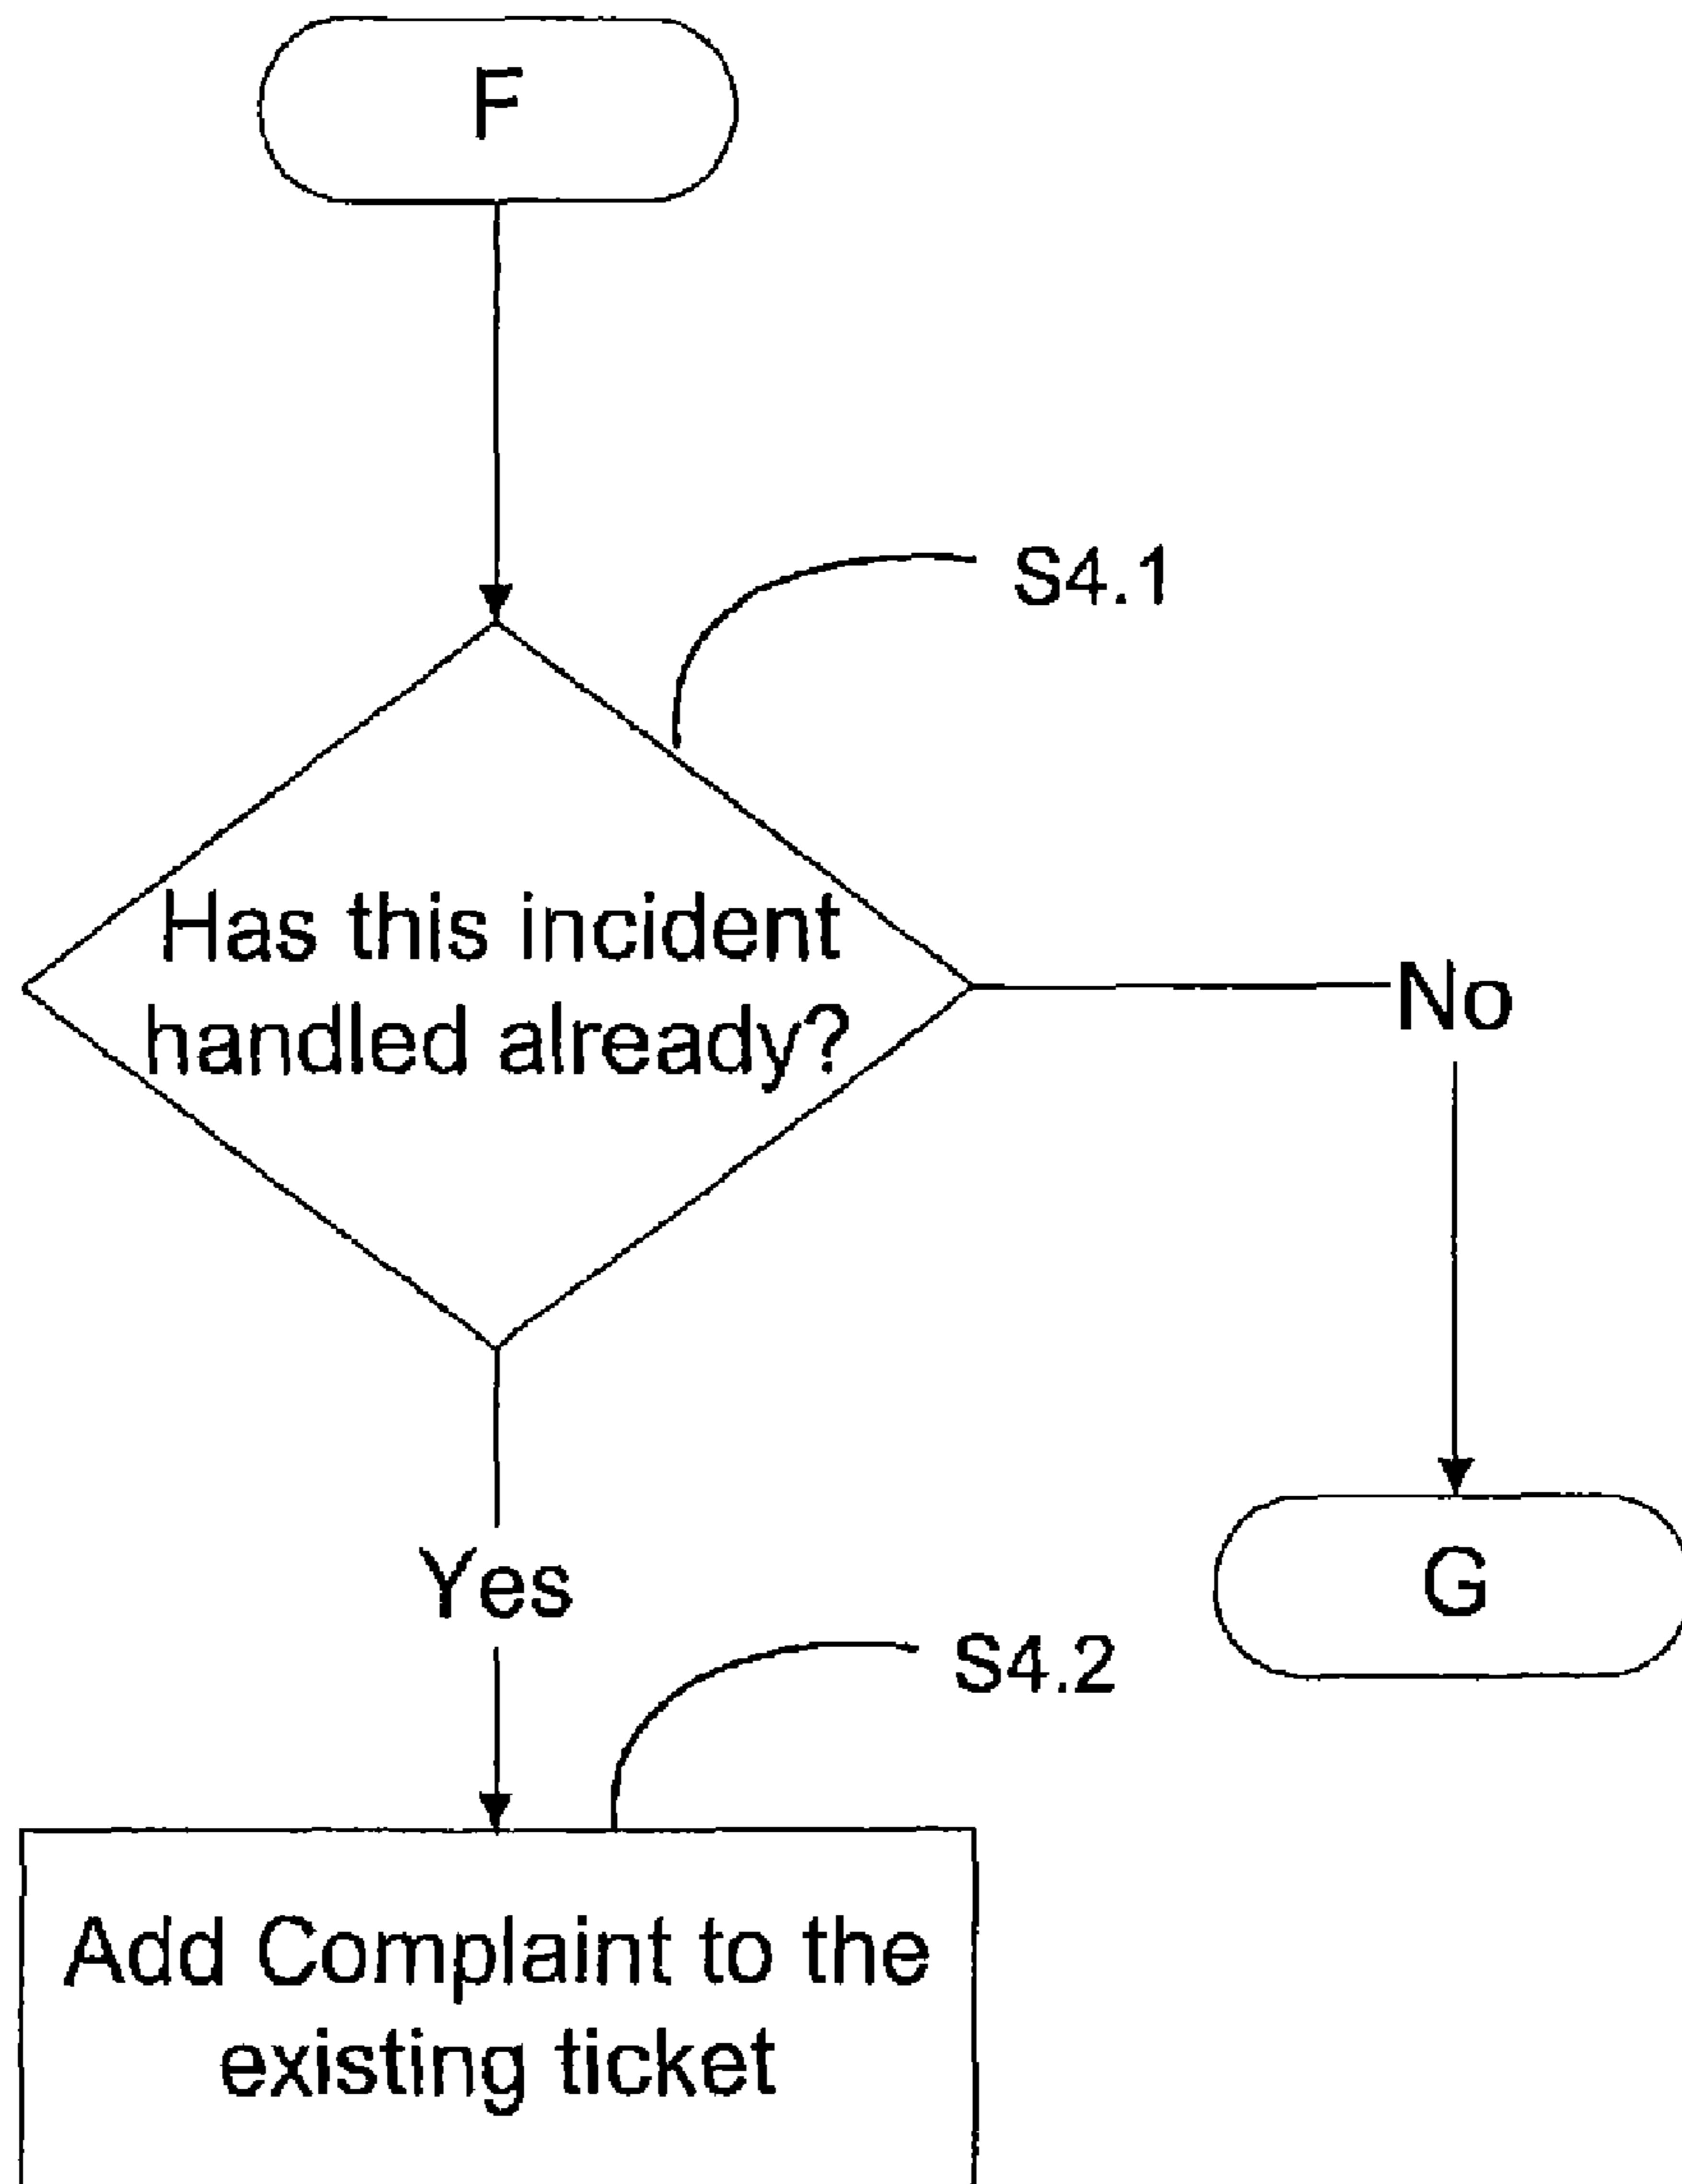 F
S4.1
Has this incident
handled already?
No
Yes
G
S4.2
Add Complaint to the
existing ticket